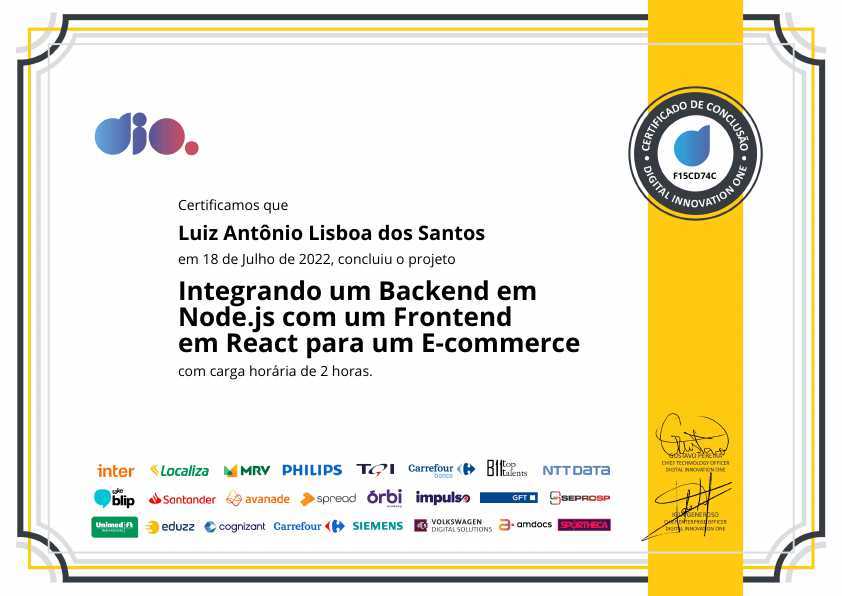 dio.
CERTIFICADO DE CONCLUSÃO
F15CD74C
DIGITAL INNOVATION ONE
Certificamos que
Luiz Antônio Lisboa dos Santos
em 18 de Julho de 2022, concluiu o projeto
Integrando um Backend em
Node.js com um Frontend
em React para um E-commerce
com carga horária de 2 horas.
GUSTAVO PEREIRA
CHIEF TECHNOLOGY OFFICER
DIGITAL INNOVATION ONE
inter Localiza MRV PHILIPS TQI Carrefour banco BIItop talents NTT DATA
take blip Santander avanade spread órbi impulso GFT SEPROSP
IGLÁ GENEROSO
CHIEF ENTERPRISE OFFICER
DIGITAL INNOVATION ONE
Unimed eduzz cognizant Carrefour SIEMENS VOLKSWAGEN DIGITAL SOLUTIONS amdocs SPORTHECA